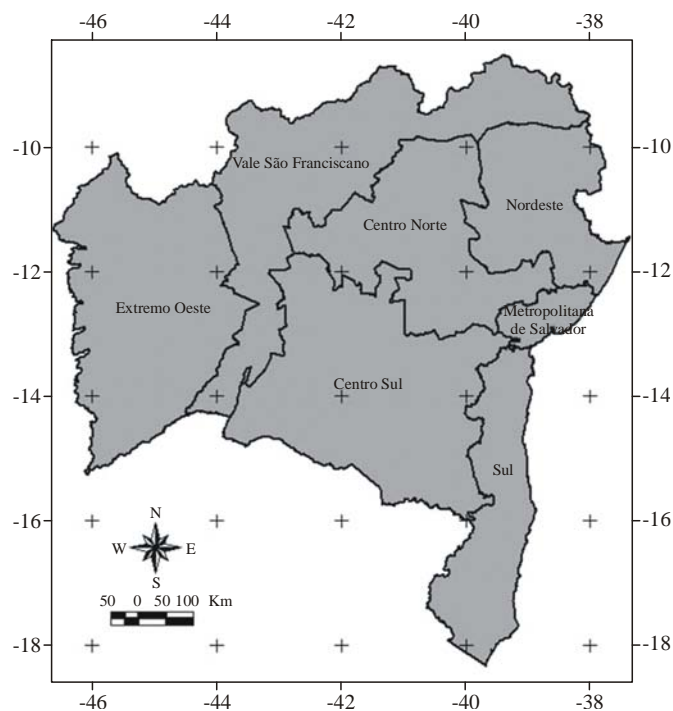 -46 -44 -42 -40 -38
-10 -10
Vale São Franciscano
Nordeste
Centro Norte
-12 -12
Extremo Oeste
Metropolitana
de Salvador
Centro Sul
-14 -14
Sul
-16 -16
N
W E
S
50 0 50 100 Km
-18 -18
-46 -44 -42 -40 -38